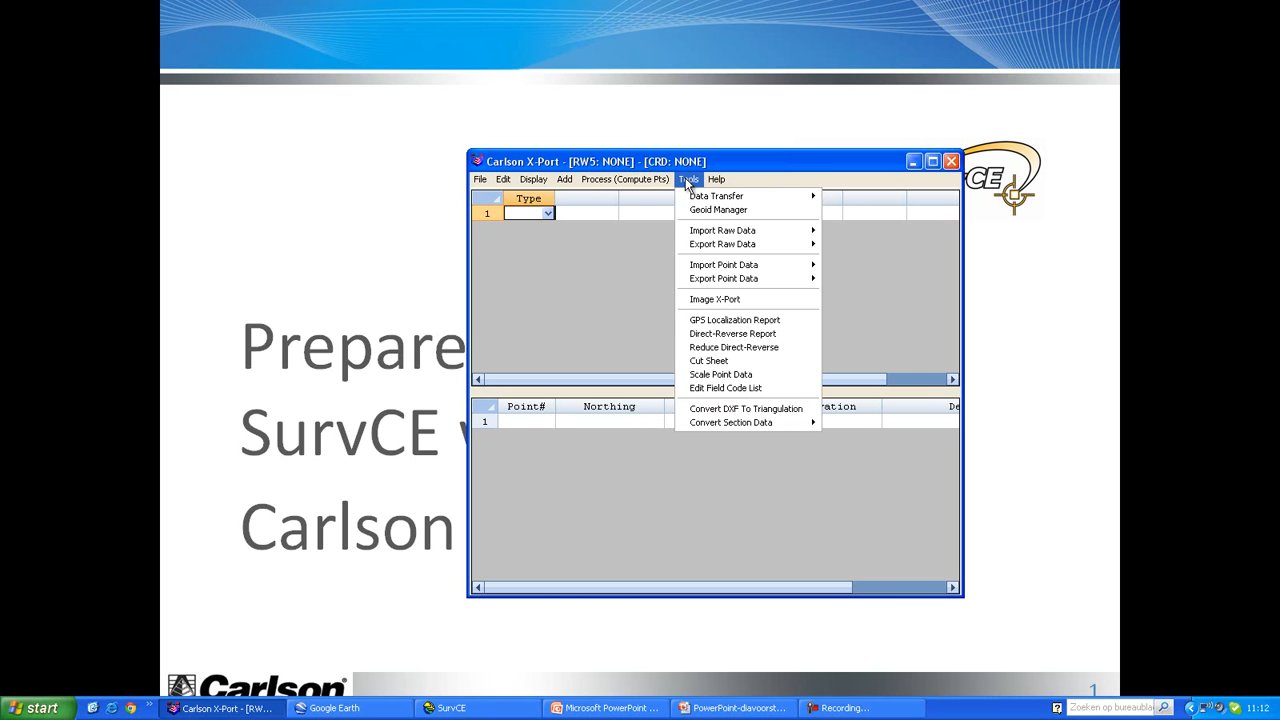 Carlson X-Port - [RW5: NONE] - [CRD: NONE]
CE
File Edit Display Add Process (Compute Pts) Tools Help
Type
1
Data Transfer
Geoid Manager
Import Raw Data
Export Raw Data
Import Point Data
Export Point Data
Image X-Port
GPS Localization Report
Direct-Reverse Report
Reduce Direct-Reverse
Cut Sheet
Scale Point Data
Edit Field Code List
Convert DXF To Triangulation
Convert Section Data
Point# Northing ation De
1
Prepare
SurvCE
Carlson
Carlson
1
start Carlson X-Port - [RW... Google Earth SurvCE Microsoft PowerPoint ... PowerPoint-diavoorst... Recording... Zoeken op bureaublad 11:12